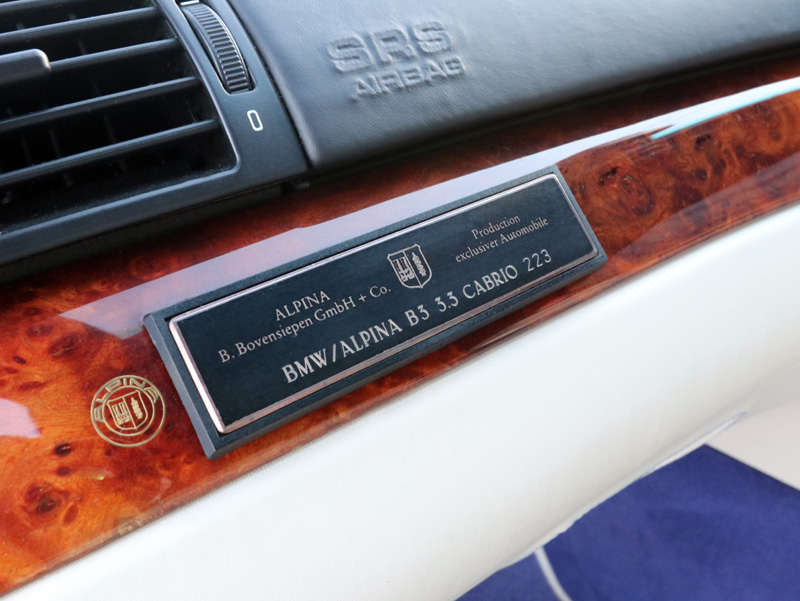 SRS
AIRBAG
0
ALPINA
B. Bovensiepen GmbH + Co.
Production
exclusiver Automobile
BMW/ALPINA B3 3.3 CABRIO 223
ALPINA